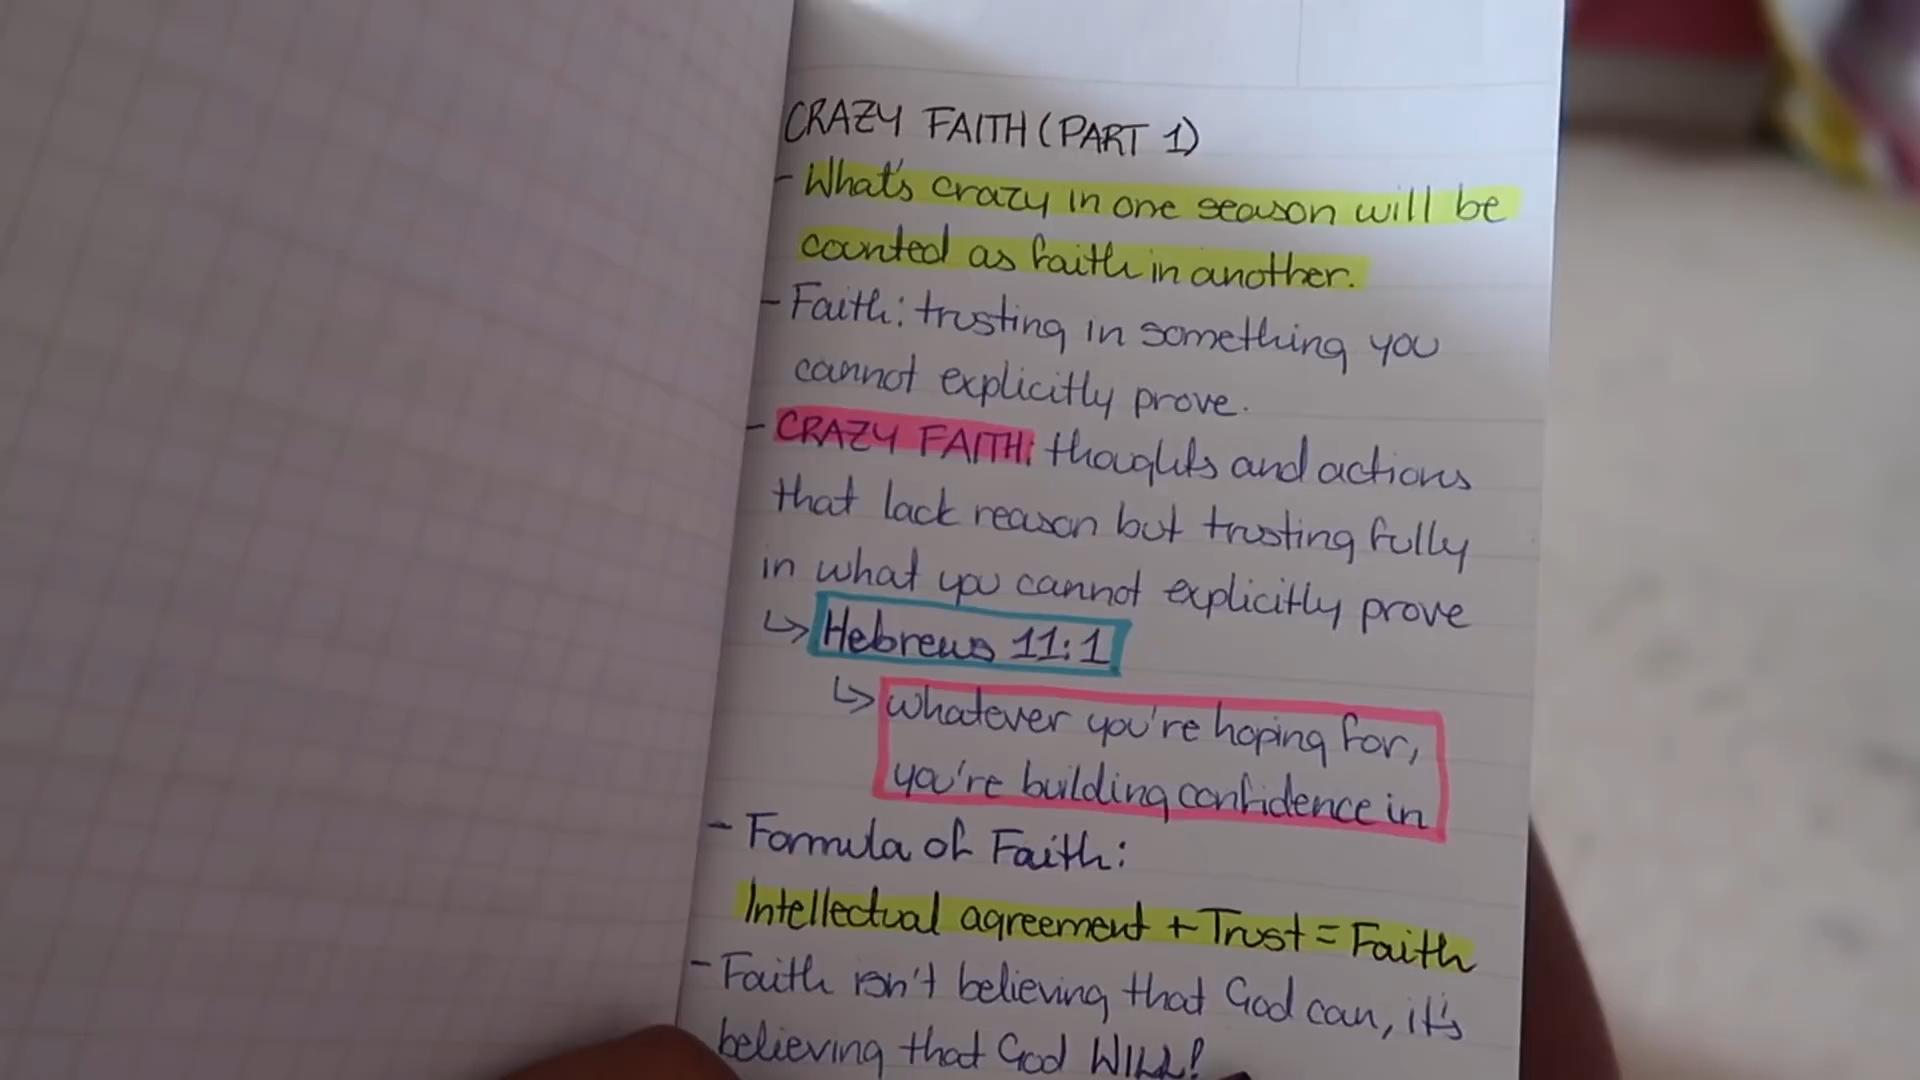 CRAZY FAITH (PART 1)
- What's crazy in one season will be
counted as faith in another.
- Faith: trusting in something you
cannot explicitly prove.
- CRAZY FAITH: thoughts and actions
that lack reason but trusting fully
in what you cannot explicitly prove
↳ Hebrews 11:1
↳ whatever you're hoping for,
you're building confidence in
- Formula of Faith:
Intellectual agreement + Trust = Faith
- Faith isn't believing that God can, it's
believing that God WILL!